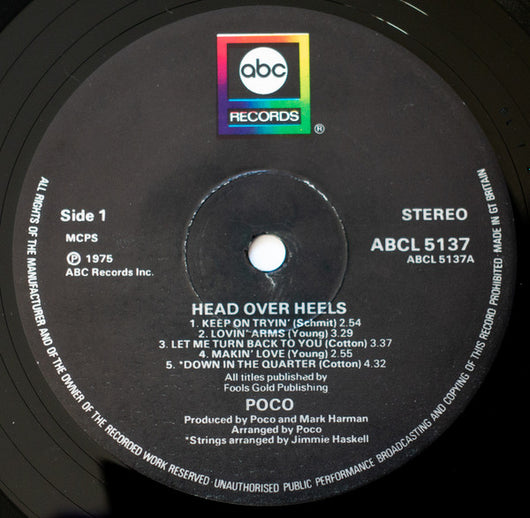 abc
RECORDS
®
Side 1
MCPS
℗ 1975
ABC Records Inc.
STEREO
ABCL 5137
ABCL 5137A
HEAD OVER HEELS
1. KEEP ON TRYIN' (Schmit) 2.54
2. LOVIN' ARMS (Young) 3.29
3. LET ME TURN BACK TO YOU (Cotton) 3.37
4. MAKIN' LOVE (Young) 2.55
5. *DOWN IN THE QUARTER (Cotton) 4.32
All titles published by
Fools Gold Publishing
POCO
Produced by Poco and Mark Harman
Arranged by Poco
*Strings arranged by Jimmie Haskell
ALL RIGHTS OF THE MANUFACTURER AND OF THE OWNER OF THE RECORDED WORK RESERVED UNAUTHORISED PUBLIC PERFORMANCE BROADCASTING AND COPYING OF THIS RECORD PROHIBITED MADE IN GT BRITAIN